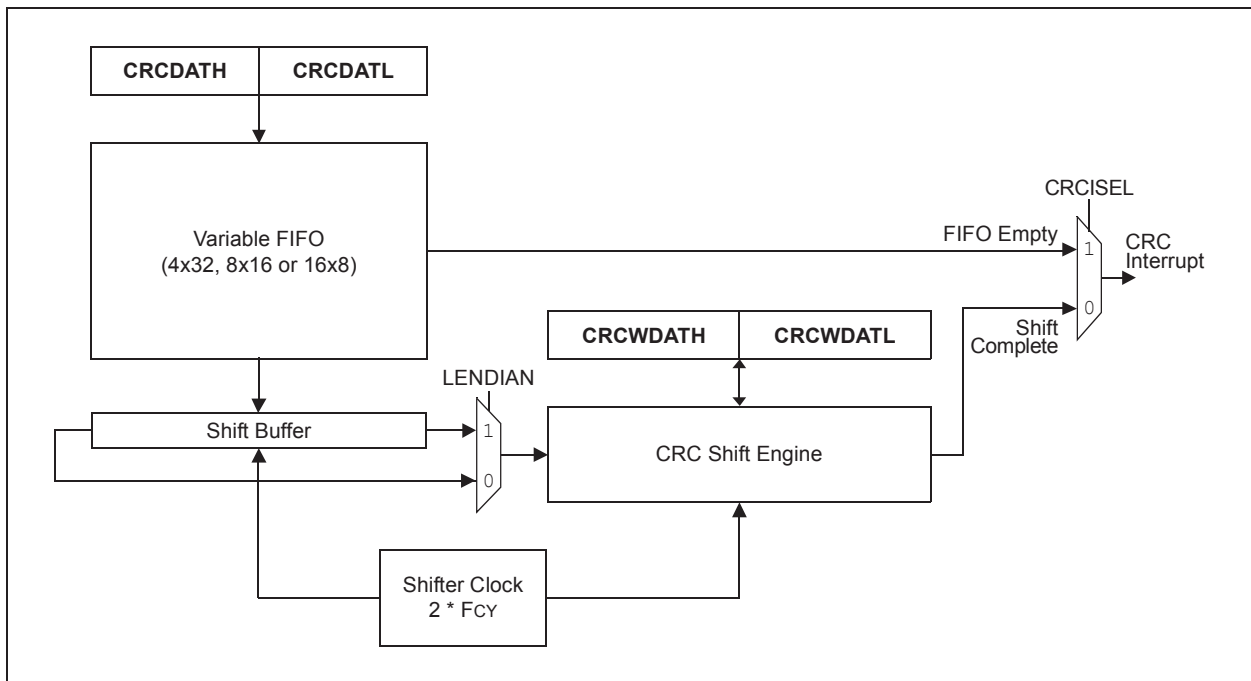 CRCDATH CRCDATL
Variable FIFO
(4x32, 8x16 or 16x8)
CRCISEL
FIFO Empty
1
CRC
Interrupt
0
Shift
Complete
CRCWDATH CRCWDATL
LENDIAN
Shift Buffer
1
0
CRC Shift Engine
Shifter Clock
2 * FCY